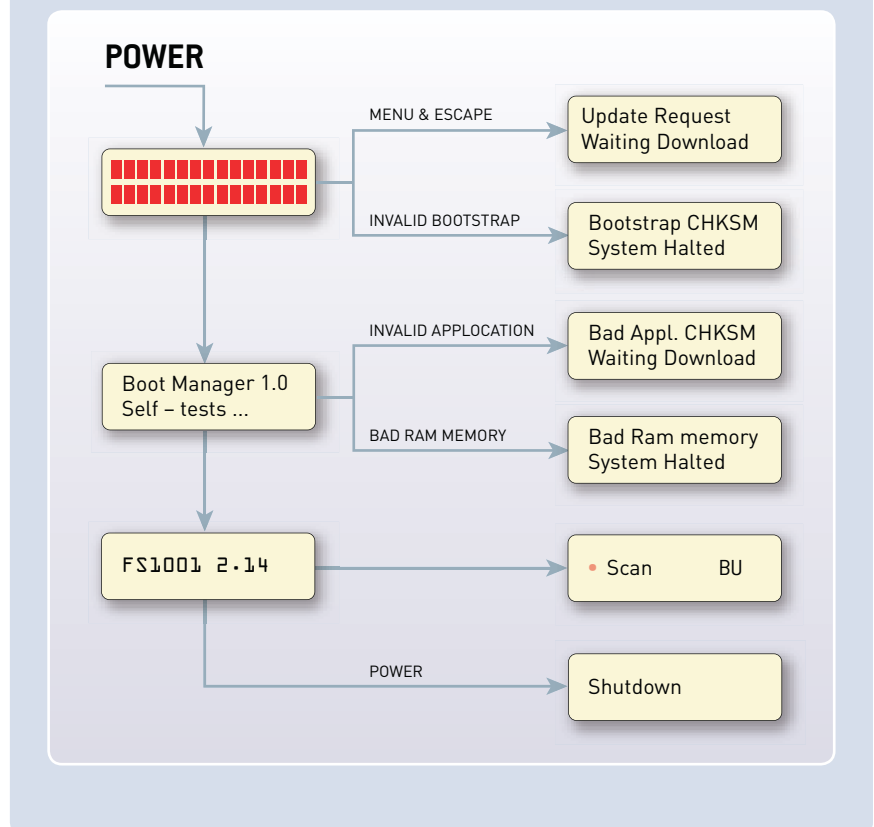 POWER
MENU & ESCAPE
Update Request
Waiting Download
INVALID BOOTSTRAP
Bootstrap CHKSM
System Halted
INVALID APPLOCATION
Bad Appl. CHKSM
Waiting Download
Boot Manager 1.0
Self – tests ...
BAD RAM MEMORY
Bad Ram memory
System Halted
FS1001 2.14
• Scan BU
POWER
Shutdown